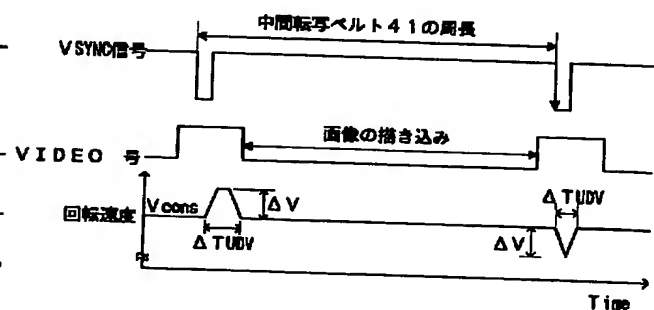 中間転写ベルト41の周長
VSYNC信号
画像の描き込み
VIDEO 号
回転速度
Vcons
ΔV
ΔTUDV
ΔTUDV
ΔV
Time